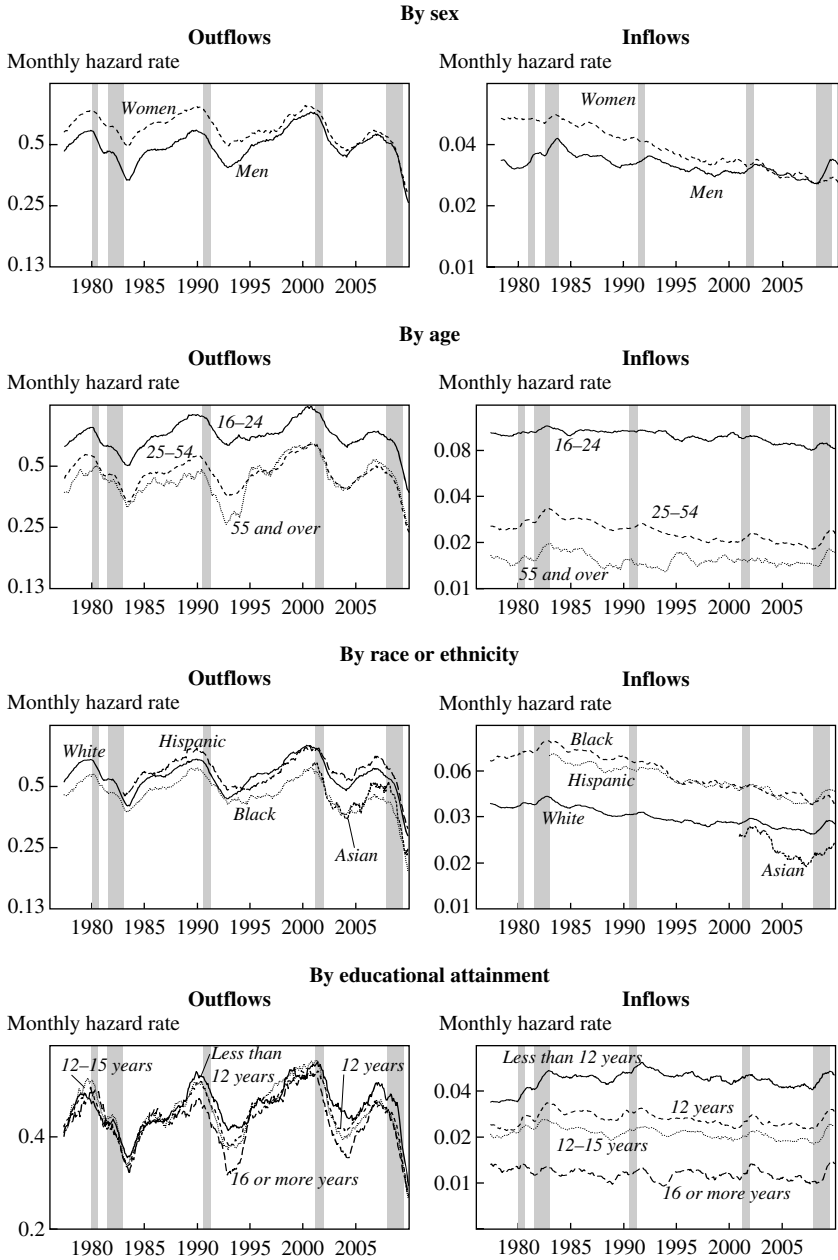 By sex
Outflows
Monthly hazard rate
Women
0.5
Men
0.25
0.13
1980 1985 1990 1995 2000 2005
Inflows
Monthly hazard rate
Women
0.04
0.02
Men
0.01
1980 1985 1990 1995 2000 2005
By age
Outflows
Monthly hazard rate
16–24
0.5
25–54
0.25
55 and over
0.13
1980 1985 1990 1995 2000 2005
Inflows
Monthly hazard rate
0.08
16–24
0.04
25–54
0.02
55 and over
0.01
1980 1985 1990 1995 2000 2005
By race or ethnicity
Outflows
Monthly hazard rate
White
Hispanic
0.5
Black
0.25
Asian
0.13
1980 1985 1990 1995 2000 2005
Inflows
Monthly hazard rate
Black
0.06
Hispanic
0.03
White
0.02
Asian
0.01
1980 1985 1990 1995 2000 2005
By educational attainment
Outflows
Monthly hazard rate
12–15 years
Less than
12 years
12 years
0.4
16 or more years
0.2
1980 1985 1990 1995 2000 2005
Inflows
Monthly hazard rate
Less than 12 years
0.04
12 years
0.02
12–15 years
0.01
16 or more years
1980 1985 1990 1995 2000 2005